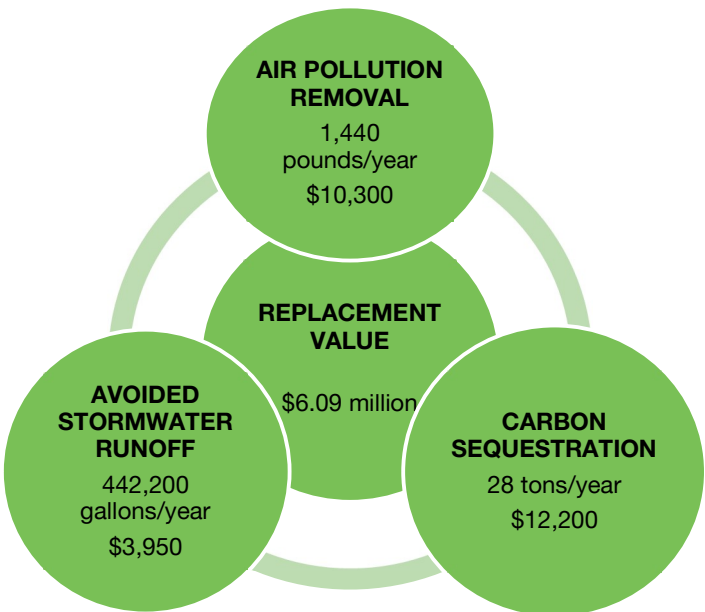 AIR POLLUTION
REMOVAL
1,440
pounds/year
$10,300
REPLACEMENT
VALUE
$6.09 million
AVOIDED
STORMWATER
RUNOFF
442,200
gallons/year
$3,950
CARBON
SEQUESTRATION
28 tons/year
$12,200